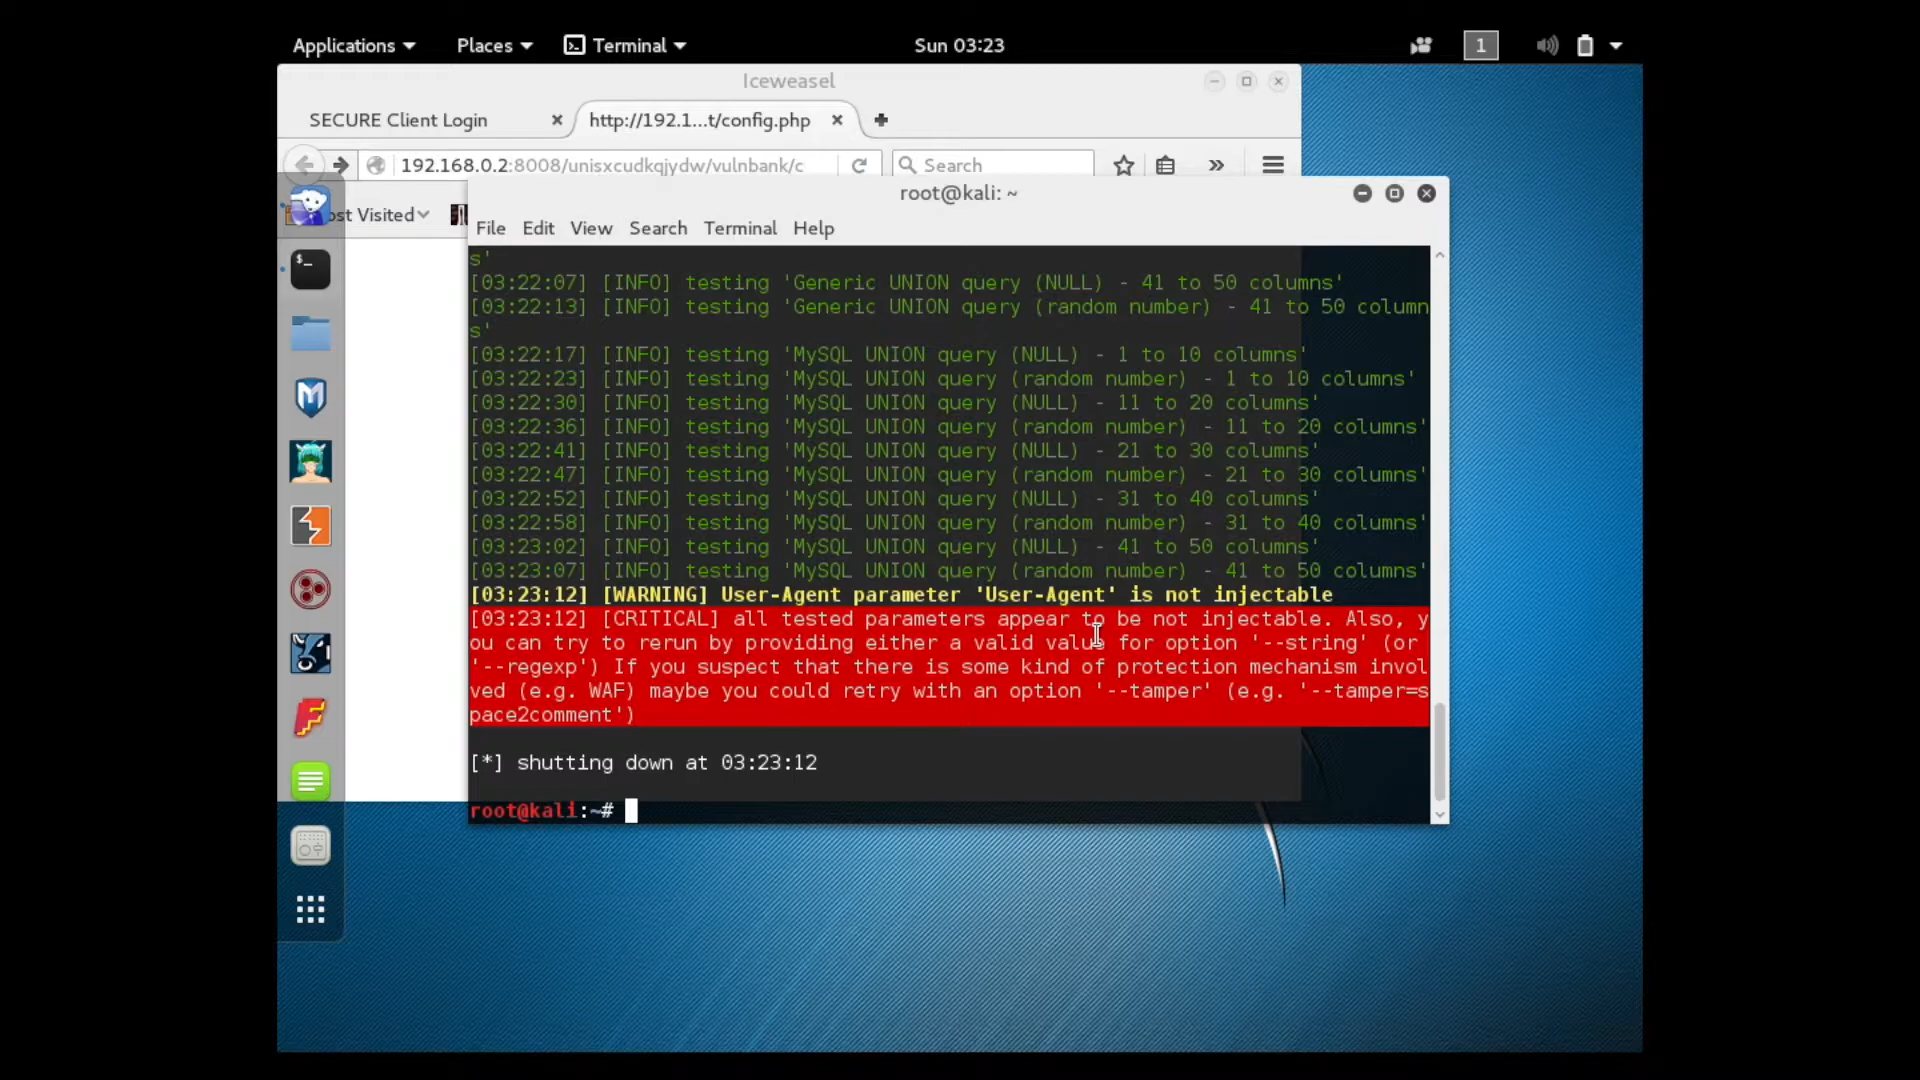 Applications Places Terminal Sun 03:23 1
Iceweasel
SECURE Client Login http://192.1...t/config.php
192.168.0.2:8008/unisxcudkqjydw/vulnbank/c Search
root@kali: ~
ost Visited
File Edit View Search Terminal Help
s'
[03:22:07] [INFO] testing 'Generic UNION query (NULL) - 41 to 50 columns'
[03:22:13] [INFO] testing 'Generic UNION query (random number) - 41 to 50 column
s'
[03:22:17] [INFO] testing 'MySQL UNION query (NULL) - 1 to 10 columns'
[03:22:23] [INFO] testing 'MySQL UNION query (random number) - 1 to 10 columns'
[03:22:30] [INFO] testing 'MySQL UNION query (NULL) - 11 to 20 columns'
[03:22:36] [INFO] testing 'MySQL UNION query (random number) - 11 to 20 columns'
[03:22:41] [INFO] testing 'MySQL UNION query (NULL) - 21 to 30 columns'
[03:22:47] [INFO] testing 'MySQL UNION query (random number) - 21 to 30 columns'
[03:22:52] [INFO] testing 'MySQL UNION query (NULL) - 31 to 40 columns'
[03:22:58] [INFO] testing 'MySQL UNION query (random number) - 31 to 40 columns'
[03:23:02] [INFO] testing 'MySQL UNION query (NULL) - 41 to 50 columns'
[03:23:07] [INFO] testing 'MySQL UNION query (random number) - 41 to 50 columns'
[03:23:12] [WARNING] User-Agent parameter 'User-Agent' is not injectable
[03:23:12] [CRITICAL] all tested parameters appear to be not injectable. Also, y
ou can try to rerun by providing either a valid value for option '--string' (or
'--regexp') If you suspect that there is some kind of protection mechanism invol
ved (e.g. WAF) maybe you could retry with an option '--tamper' (e.g. '--tamper=s
pace2comment')
[*] shutting down at 03:23:12
root@kali:~#